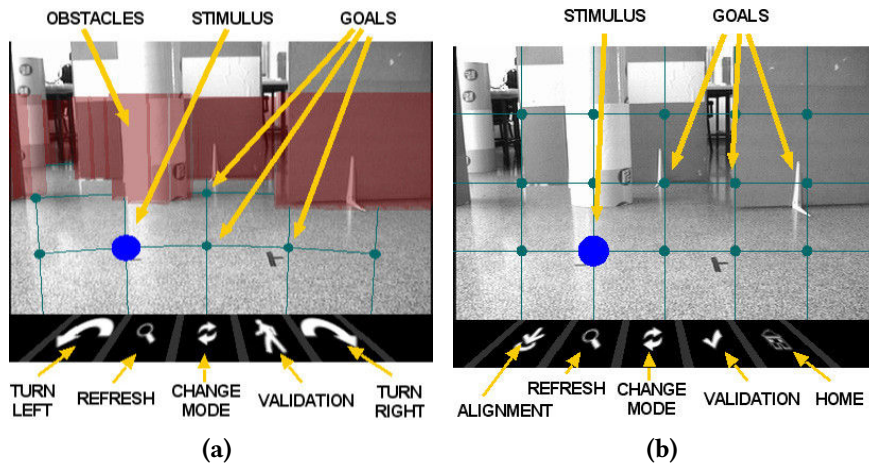 OBSTACLES STIMULUS GOALS
STIMULUS GOALS
TURN LEFT
REFRESH
CHANGE MODE
VALIDATION
TURN RIGHT
ALIGNMENT
REFRESH
CHANGE MODE
VALIDATION
HOME
(a)
(b)